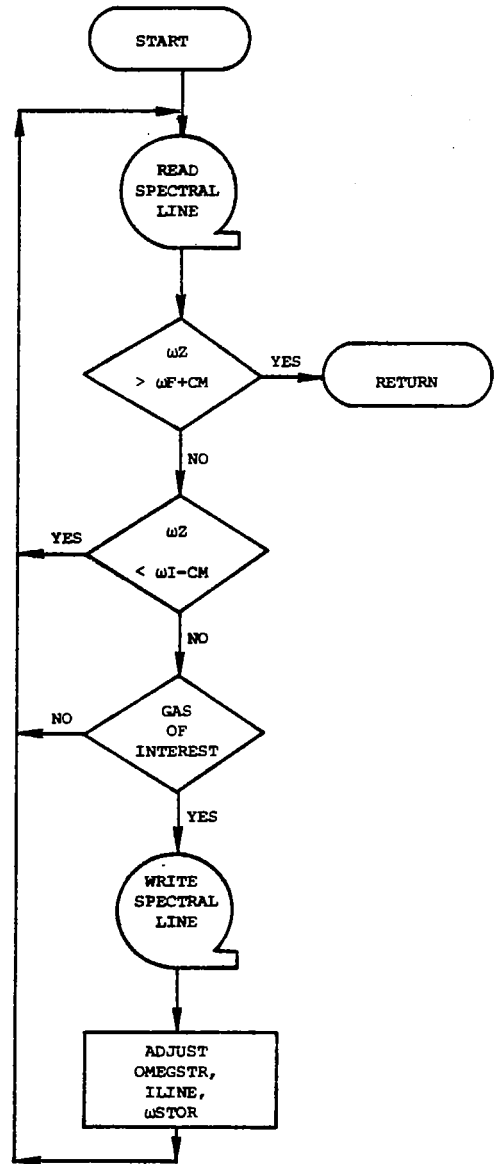 START
READ
SPECTRAL
LINE
ωZ
> ωF+CM
YES
RETURN
NO
ωZ
< ωI-CM
YES
NO
GAS
OF
INTEREST
NO
YES
WRITE
SPECTRAL
LINE
ADJUST
OMEGSTR,
ILINE,
ωSTOR